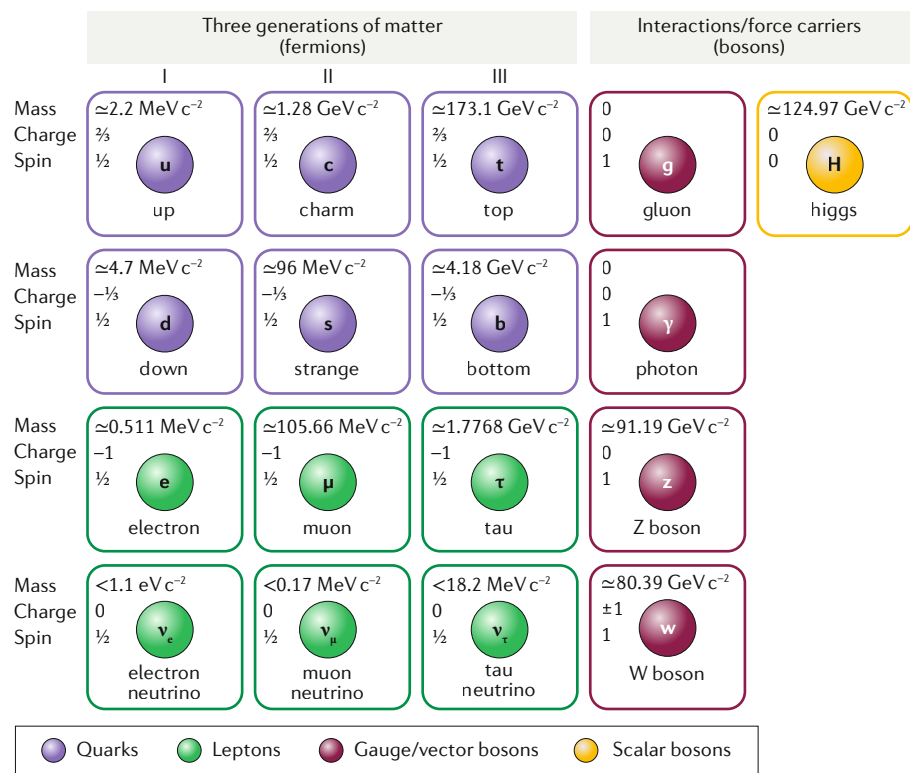 Three generations of matter
(fermions)
Interactions/force carriers
(bosons)
I II III
Mass ≃2.2 MeV c⁻² ≃1.28 GeV c⁻² ≃173.1 GeV c⁻² 0 ≃124.97 GeV c⁻²
Charge ⅔ ⅔ ⅔ 0 0
Spin ½ ½ ½ 1 0
u c t g H
up charm top gluon higgs
Mass ≃4.7 MeV c⁻² ≃96 MeV c⁻² ≃4.18 GeV c⁻² 0
Charge −⅓ −⅓ −⅓ 0
Spin ½ ½ ½ 1
d s b γ
down strange bottom photon
Mass ≃0.511 MeV c⁻² ≃105.66 MeV c⁻² ≃1.7768 GeV c⁻² ≃91.19 GeV c⁻²
Charge −1 −1 −1 0
Spin ½ ½ ½ 1
e μ τ z
electron muon tau Z boson
Mass <1.1 eV c⁻² <0.17 MeV c⁻² <18.2 MeV c⁻² ≃80.39 GeV c⁻²
Charge 0 0 0 ±1
Spin ½ ½ ½ 1
νₑ ν_μ ν_τ w
electron muon tau W boson
neutrino neutrino neutrino
Quarks Leptons Gauge/vector bosons Scalar bosons